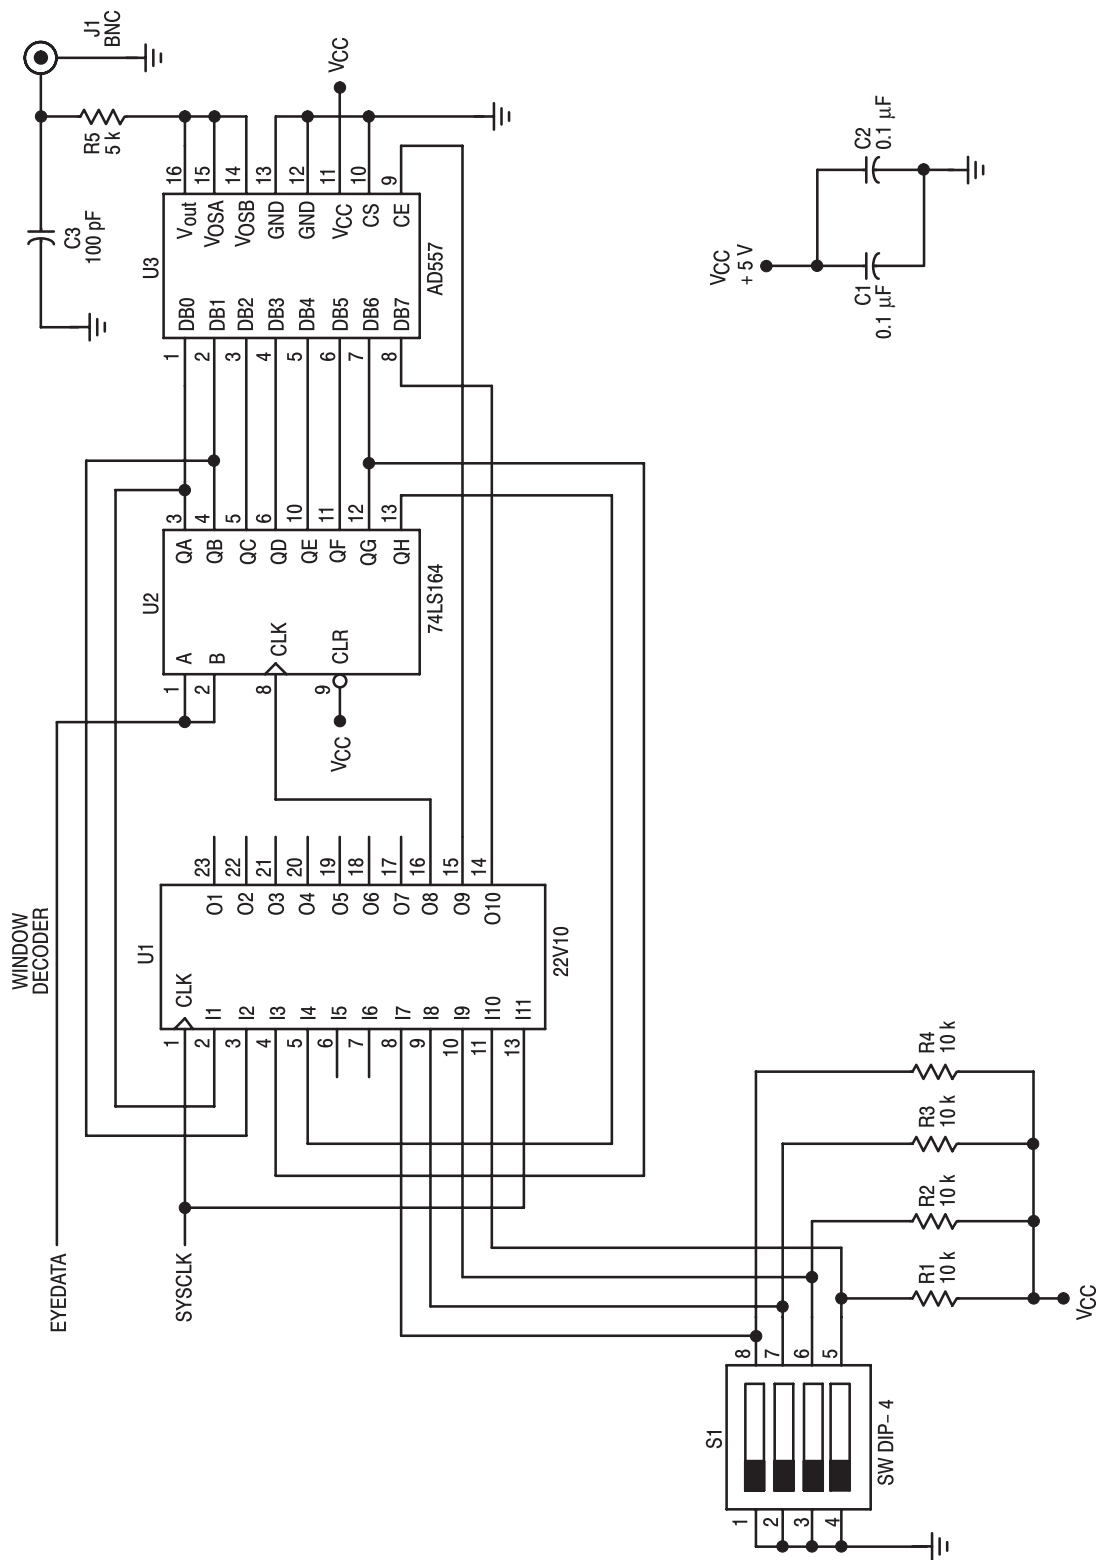 J1
BNC
C3
100 pF
R5
5 k
VCC
U3
AD557
16
15
14
13
12
11
10
9
Vout
VOSA
VOSB
GND
GND
VCC
CS
CE
DB0
DB1
DB2
DB3
DB4
DB5
DB6
DB7
1
2
3
4
5
6
7
8
VCC
+ 5 V
C1
0.1 µF
C2
0.1 µF
U2
74LS164
3
4
5
6
10
11
12
13
QA
QB
QC
QD
QE
QF
QG
QH
A
B
CLK
CLR
1
2
8
9
VCC
WINDOW
DECODER
U1
22V10
23
22
21
20
19
18
17
16
15
14
O1
O2
O3
O4
O5
O6
O7
O8
O9
O10
CLK
I1
I2
I3
I4
I5
I6
I7
I8
I9
I10
I11
1
2
3
4
5
6
7
8
9
10
11
13
EYEDATA
SYSCLK
R4
10 k
R3
10 k
R2
10 k
R1
10 k
VCC
S1
SW DIP– 4
8
7
6
5
1
2
3
4